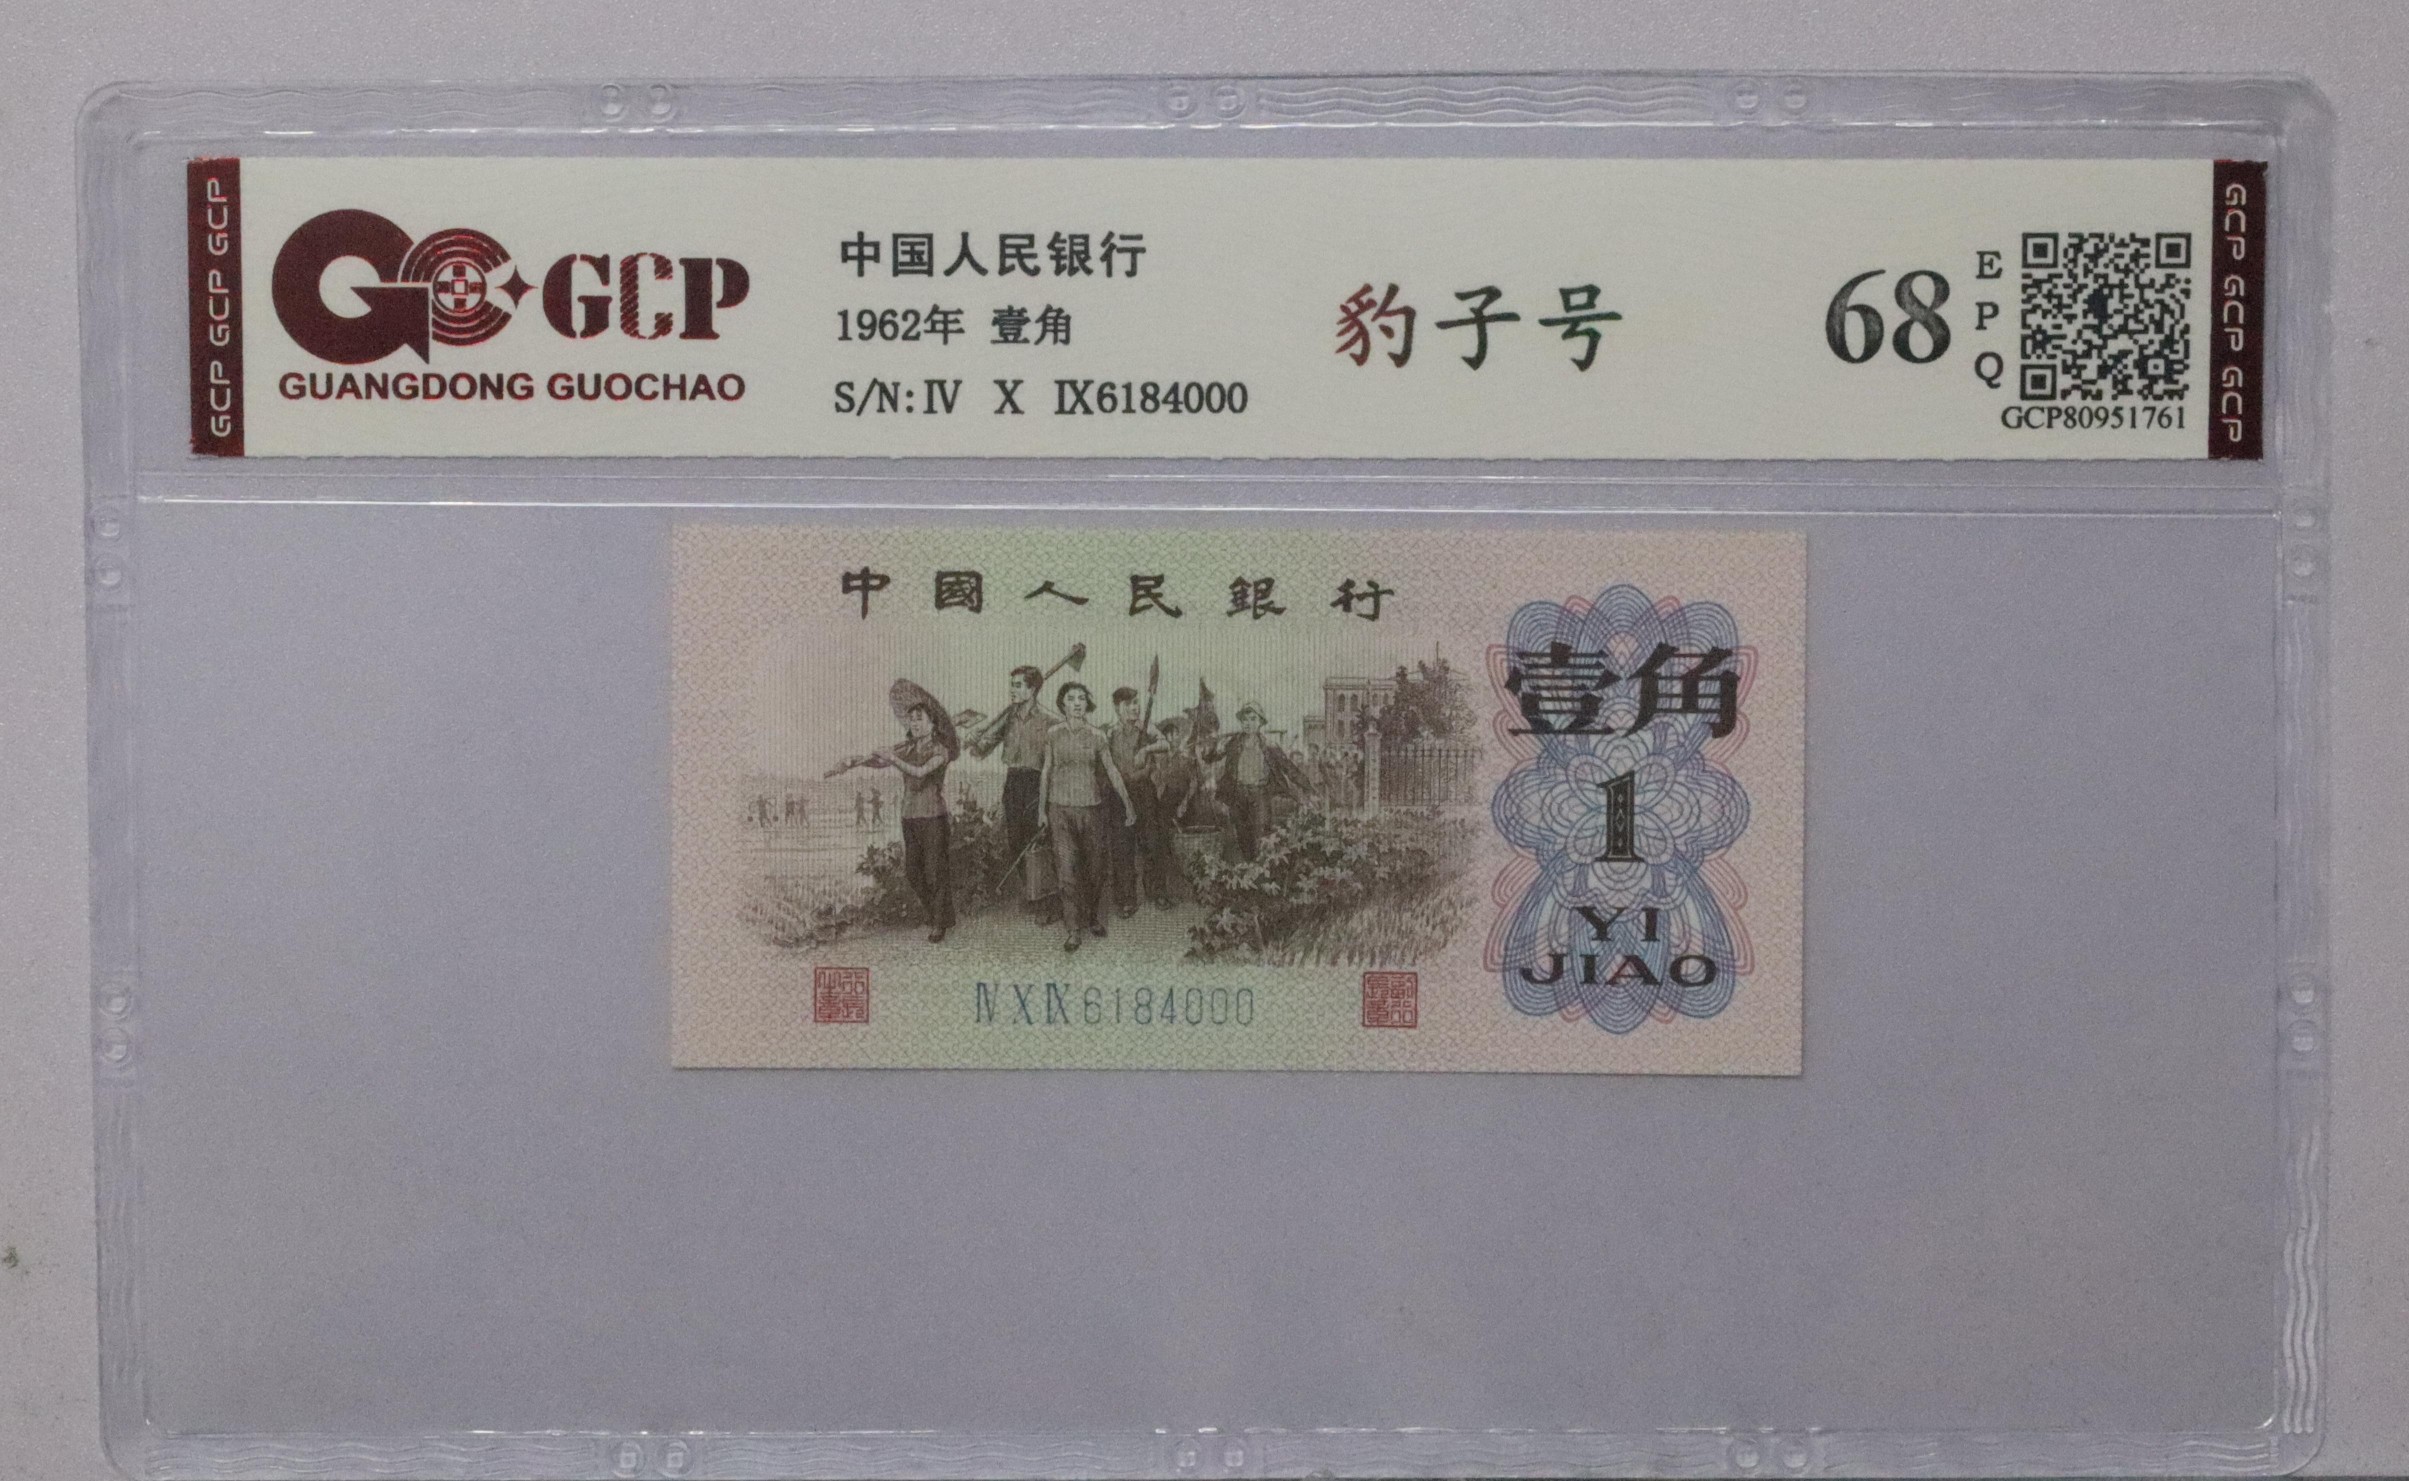 GCP GCP GCP
GCP
GUANGDONG GUOCHAO
中国人民银行
1962年 壹角
S/N:Ⅳ Ⅹ Ⅸ6184000
豹子号
68
E
P
Q
GCP80951761
GCP GCP GCP
中國人民銀行
壹角
1
YI
JIAO
ⅣⅩⅨ6184000